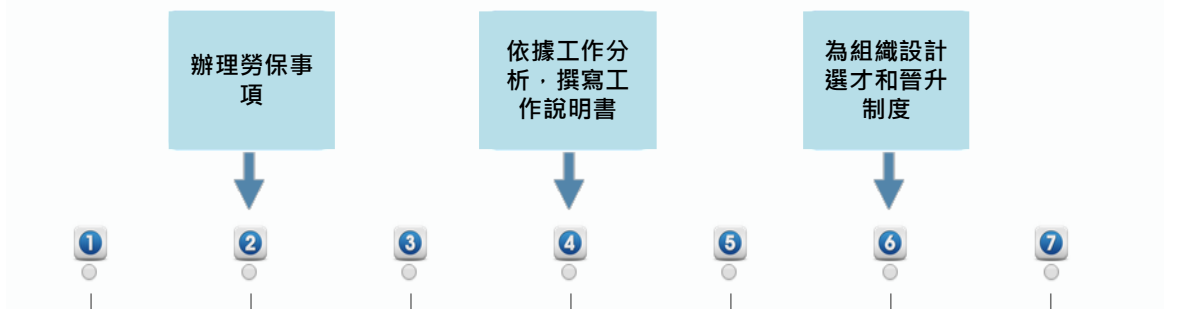 辦理勞保事
項
依據工作分
析，撰寫工
作說明書
為組織設計
選才和晉升
制度
1 2 3 4 5 6 7